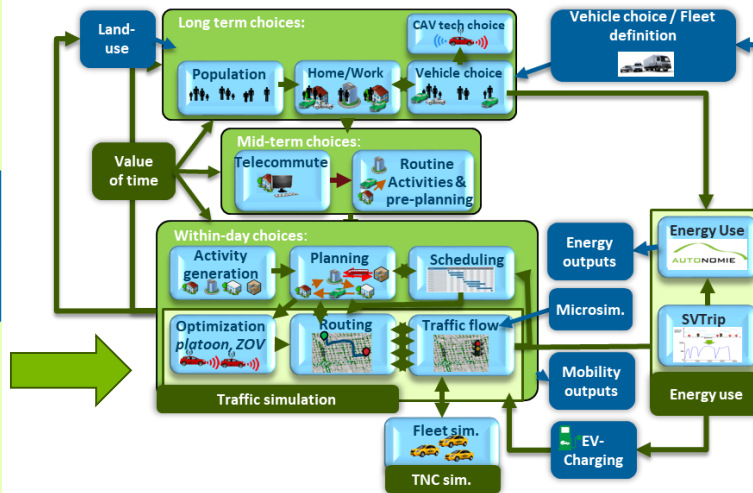 Long term choices:
CAV tech choice
Land-
use
Population
Home/Work
Vehicle choice
Vehicle choice / Fleet
definition
Mid-term choices:
Telecommute
Routine
Activities &
pre-planning
Value
of time
Within-day choices:
Activity
generation
Planning
Scheduling
Energy
outputs
Energy Use
AUTONOMIE
Optimization
platoon, ZOV
Routing
Traffic flow
Microsim.
SVTrip
Traffic simulation
Mobility
outputs
Energy use
Fleet sim.
TNC sim.
EV-
Charging